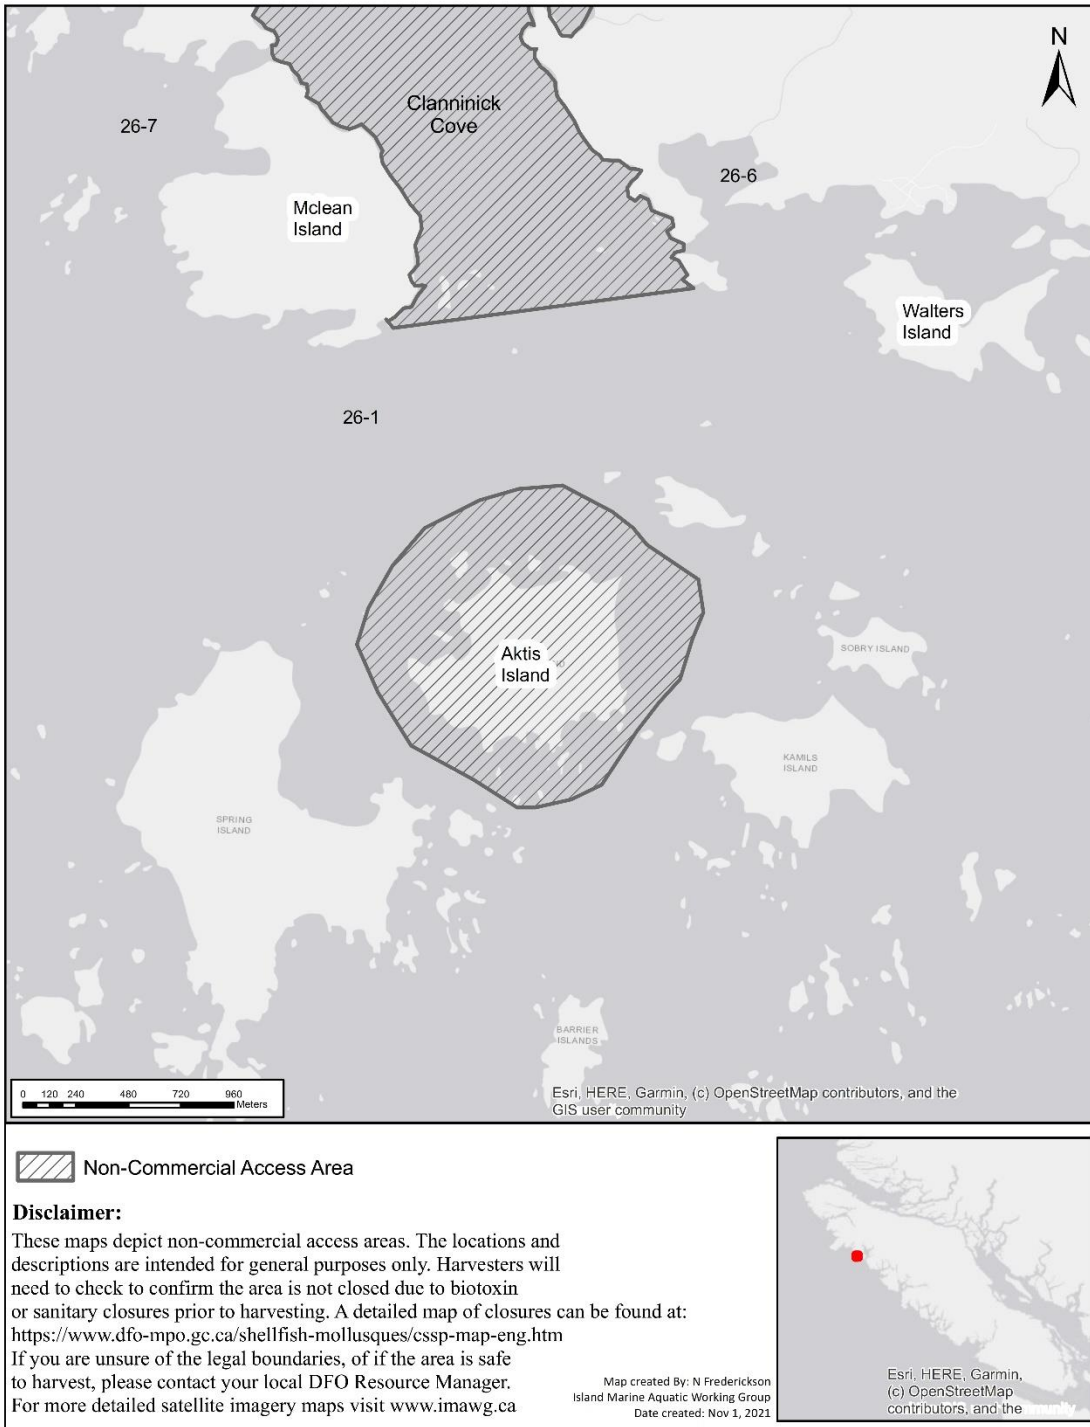 N
Clanninick
Cove
26-7
26-6
Mclean
Island
Walters
Island
26-1
SOBRY ISLAND
Aktis
Island
KAMILS
ISLAND
SPRING
ISLAND
BARRIER
ISLANDS
0 120 240 480 720 960
Meters
Esri, HERE, Garmin, (c) OpenStreetMap contributors, and the
GIS user community
Non-Commercial Access Area
Disclaimer:
These maps depict non-commercial access areas. The locations and
descriptions are intended for general purposes only. Harvesters will
need to check to confirm the area is not closed due to biotoxin
or sanitary closures prior to harvesting. A detailed map of closures can be found at:
https://www.dfo-mpo.gc.ca/shellfish-mollusques/cssp-map-eng.htm
If you are unsure of the legal boundaries, of if the area is safe
to harvest, please contact your local DFO Resource Manager.
For more detailed satellite imagery maps visit www.imawg.ca
Map created By: N Frederickson
Island Marine Aquatic Working Group
Date created: Nov 1, 2021
Esri, HERE, Garmin,
(c) OpenStreetMap
contributors, and the